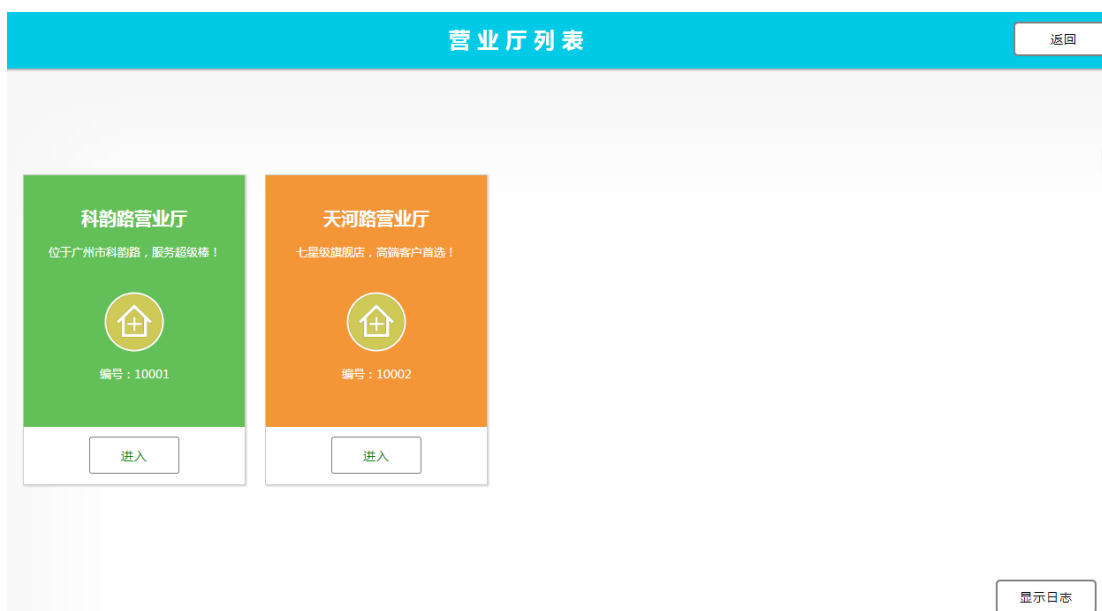 营业厅列表
返回
科韵路营业厅
位于广州市科韵路，服务超级棒！
编号：10001
进入
天河路营业厅
七星级旗舰店，高端客户首选！
编号：10002
进入
显示日志